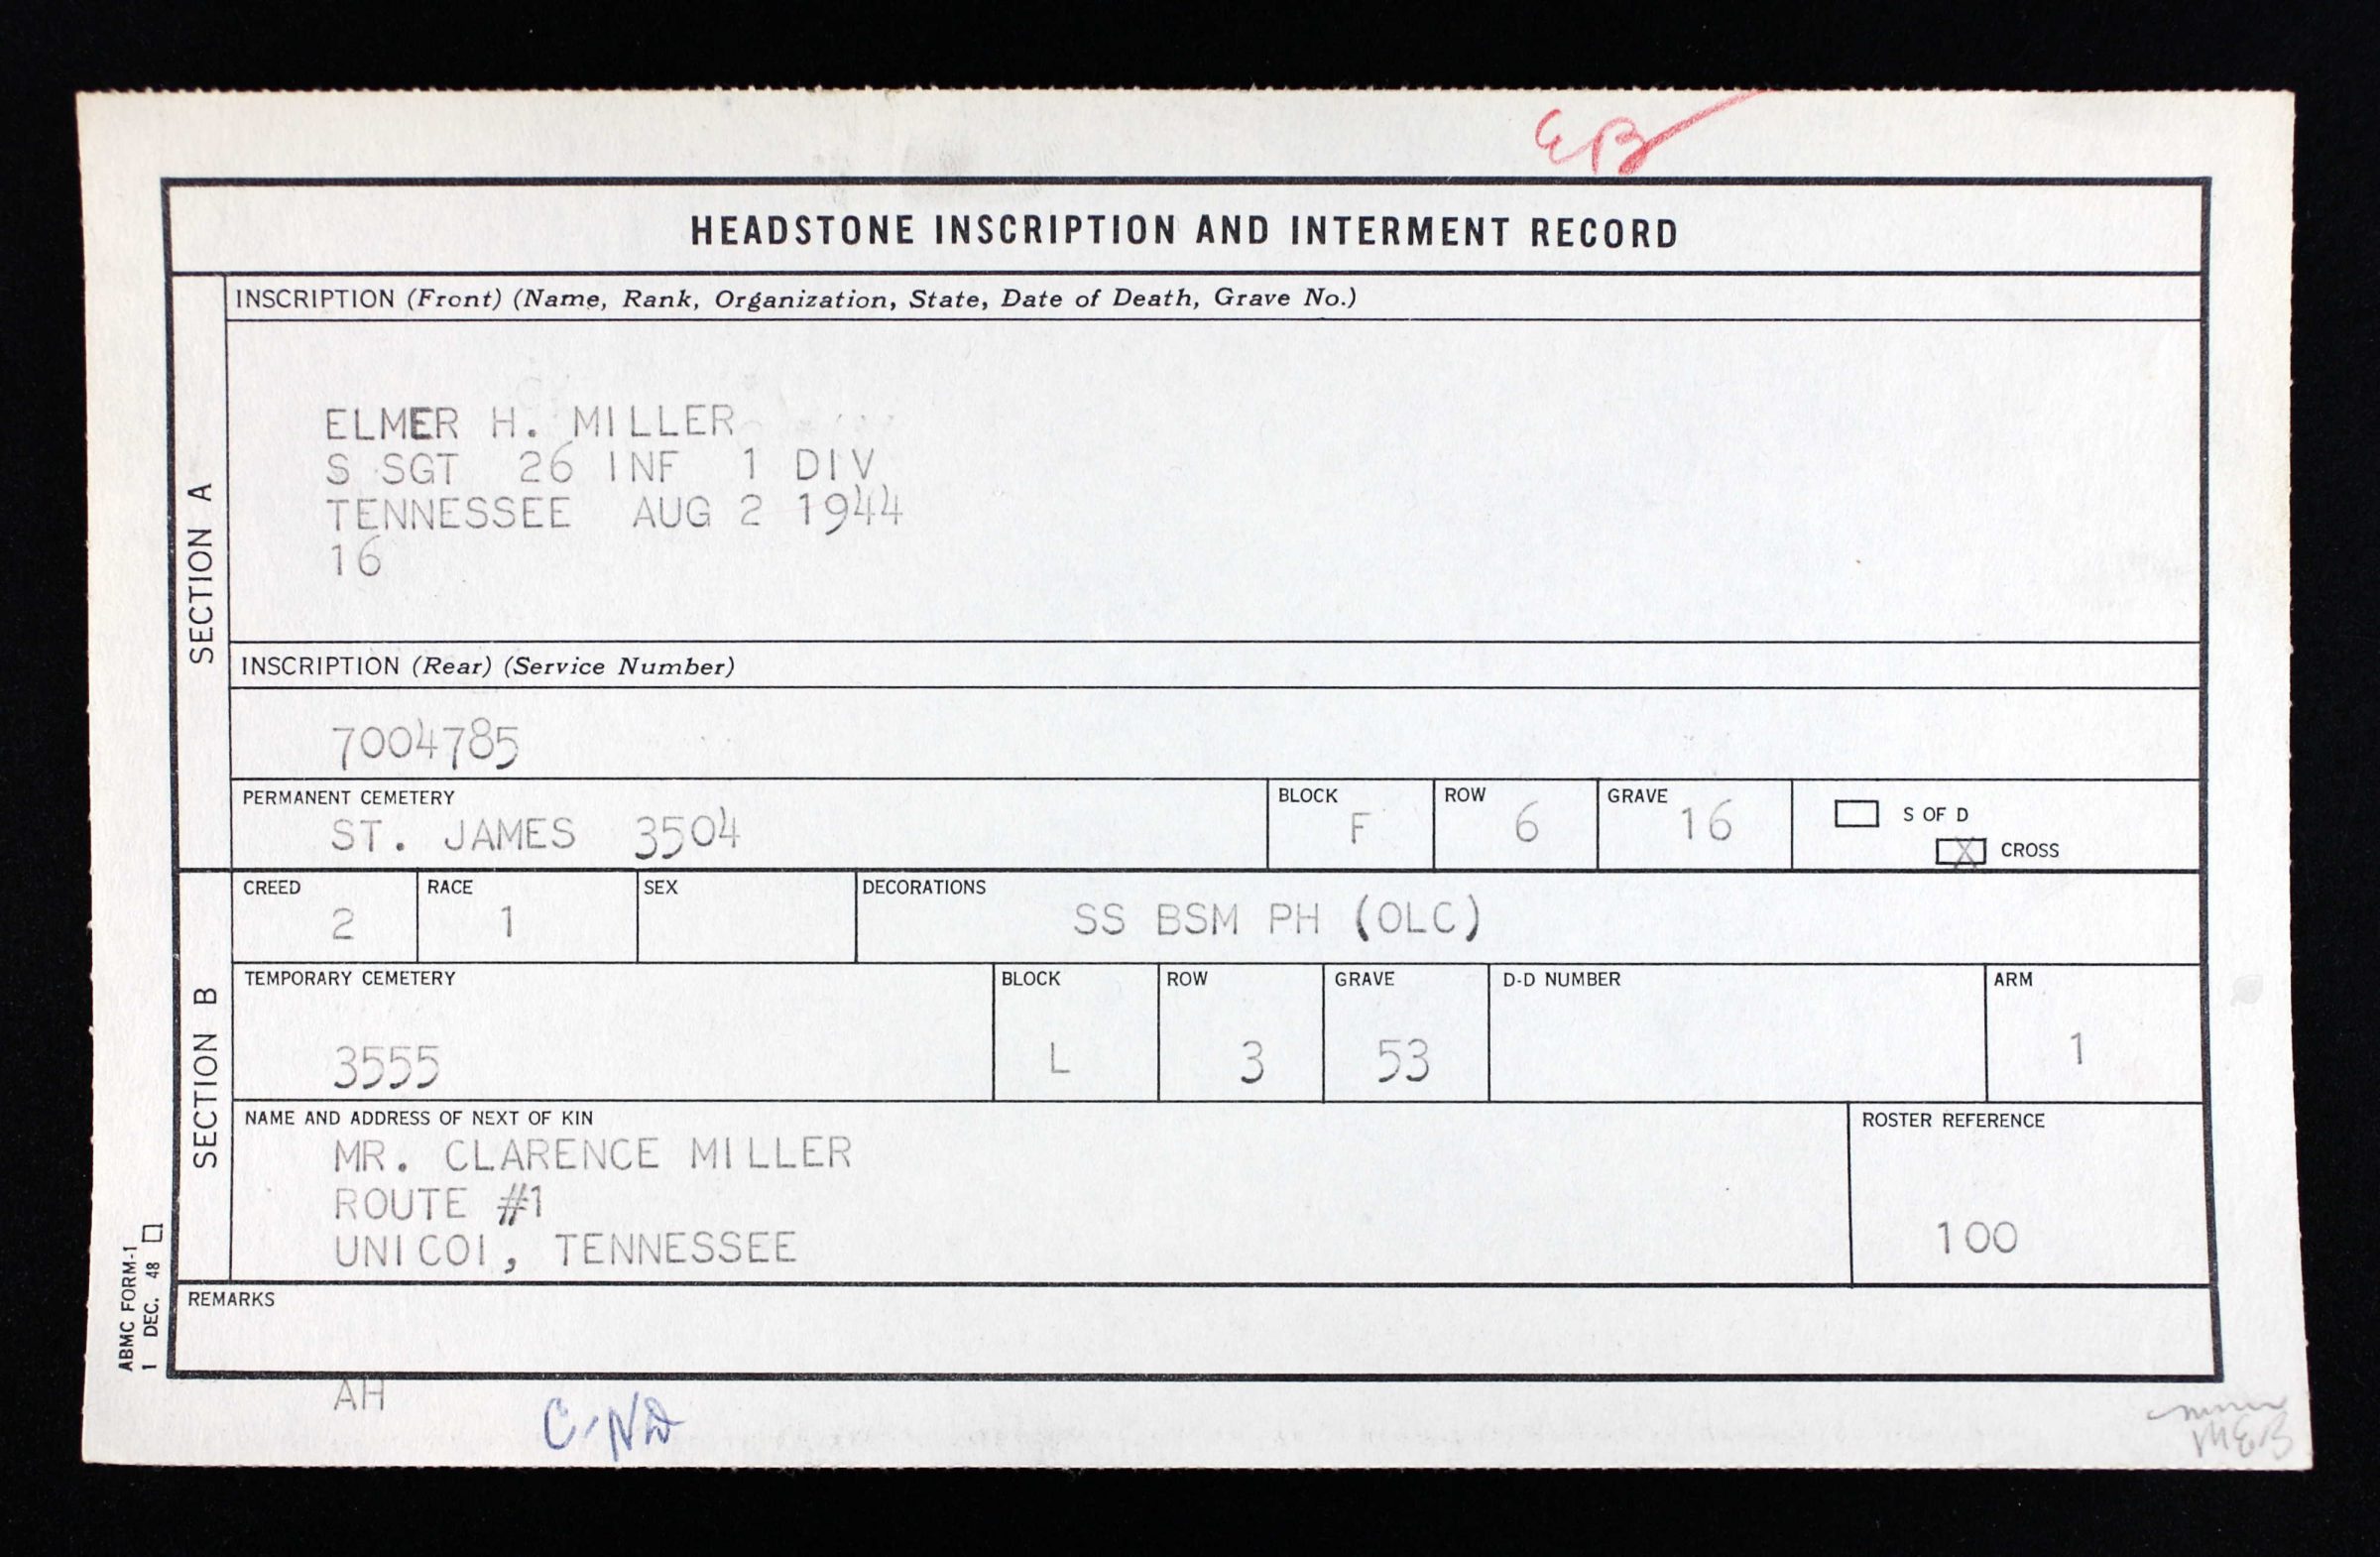 EB
HEADSTONE INSCRIPTION AND INTERMENT RECORD
SECTION A
INSCRIPTION (Front) (Name, Rank, Organization, State, Date of Death, Grave No.)
ELMER H. MILLER
S SGT 26 INF 1 DIV
TENNESSEE AUG 2 1944
16
INSCRIPTION (Rear) (Service Number)
7004785
PERMANENT CEMETERY BLOCK ROW GRAVE
ST. JAMES 3504 F 6 16
S OF D
X CROSS
SECTION B
CREED RACE SEX DECORATIONS
2 1 SS BSM PH (OLC)
TEMPORARY CEMETERY BLOCK ROW GRAVE D-D NUMBER ARM
3555 L 3 53 1
NAME AND ADDRESS OF NEXT OF KIN ROSTER REFERENCE
MR. CLARENCE MILLER
ROUTE #1
UNICOI, TENNESSEE 100
REMARKS
ABMC FORM-1
1 DEC. 48
AH
MEB